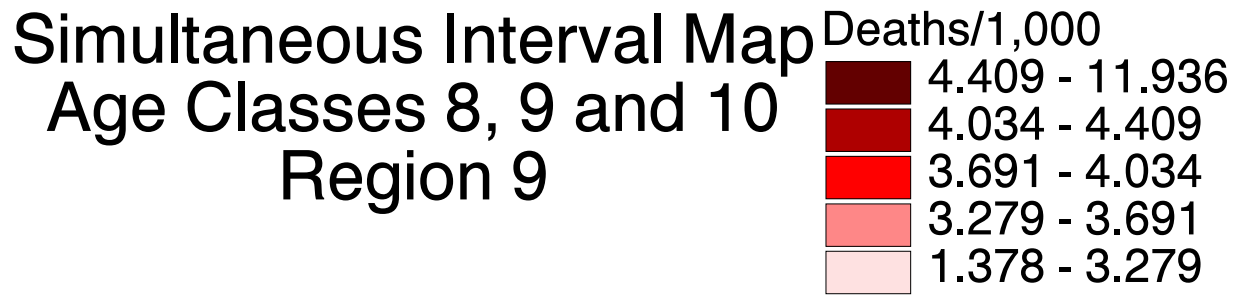 Simultaneous Interval Map
Age Classes 8, 9 and 10
Region 9
Deaths/1,000
4.409 - 11.936
4.034 - 4.409
3.691 - 4.034
3.279 - 3.691
1.378 - 3.279